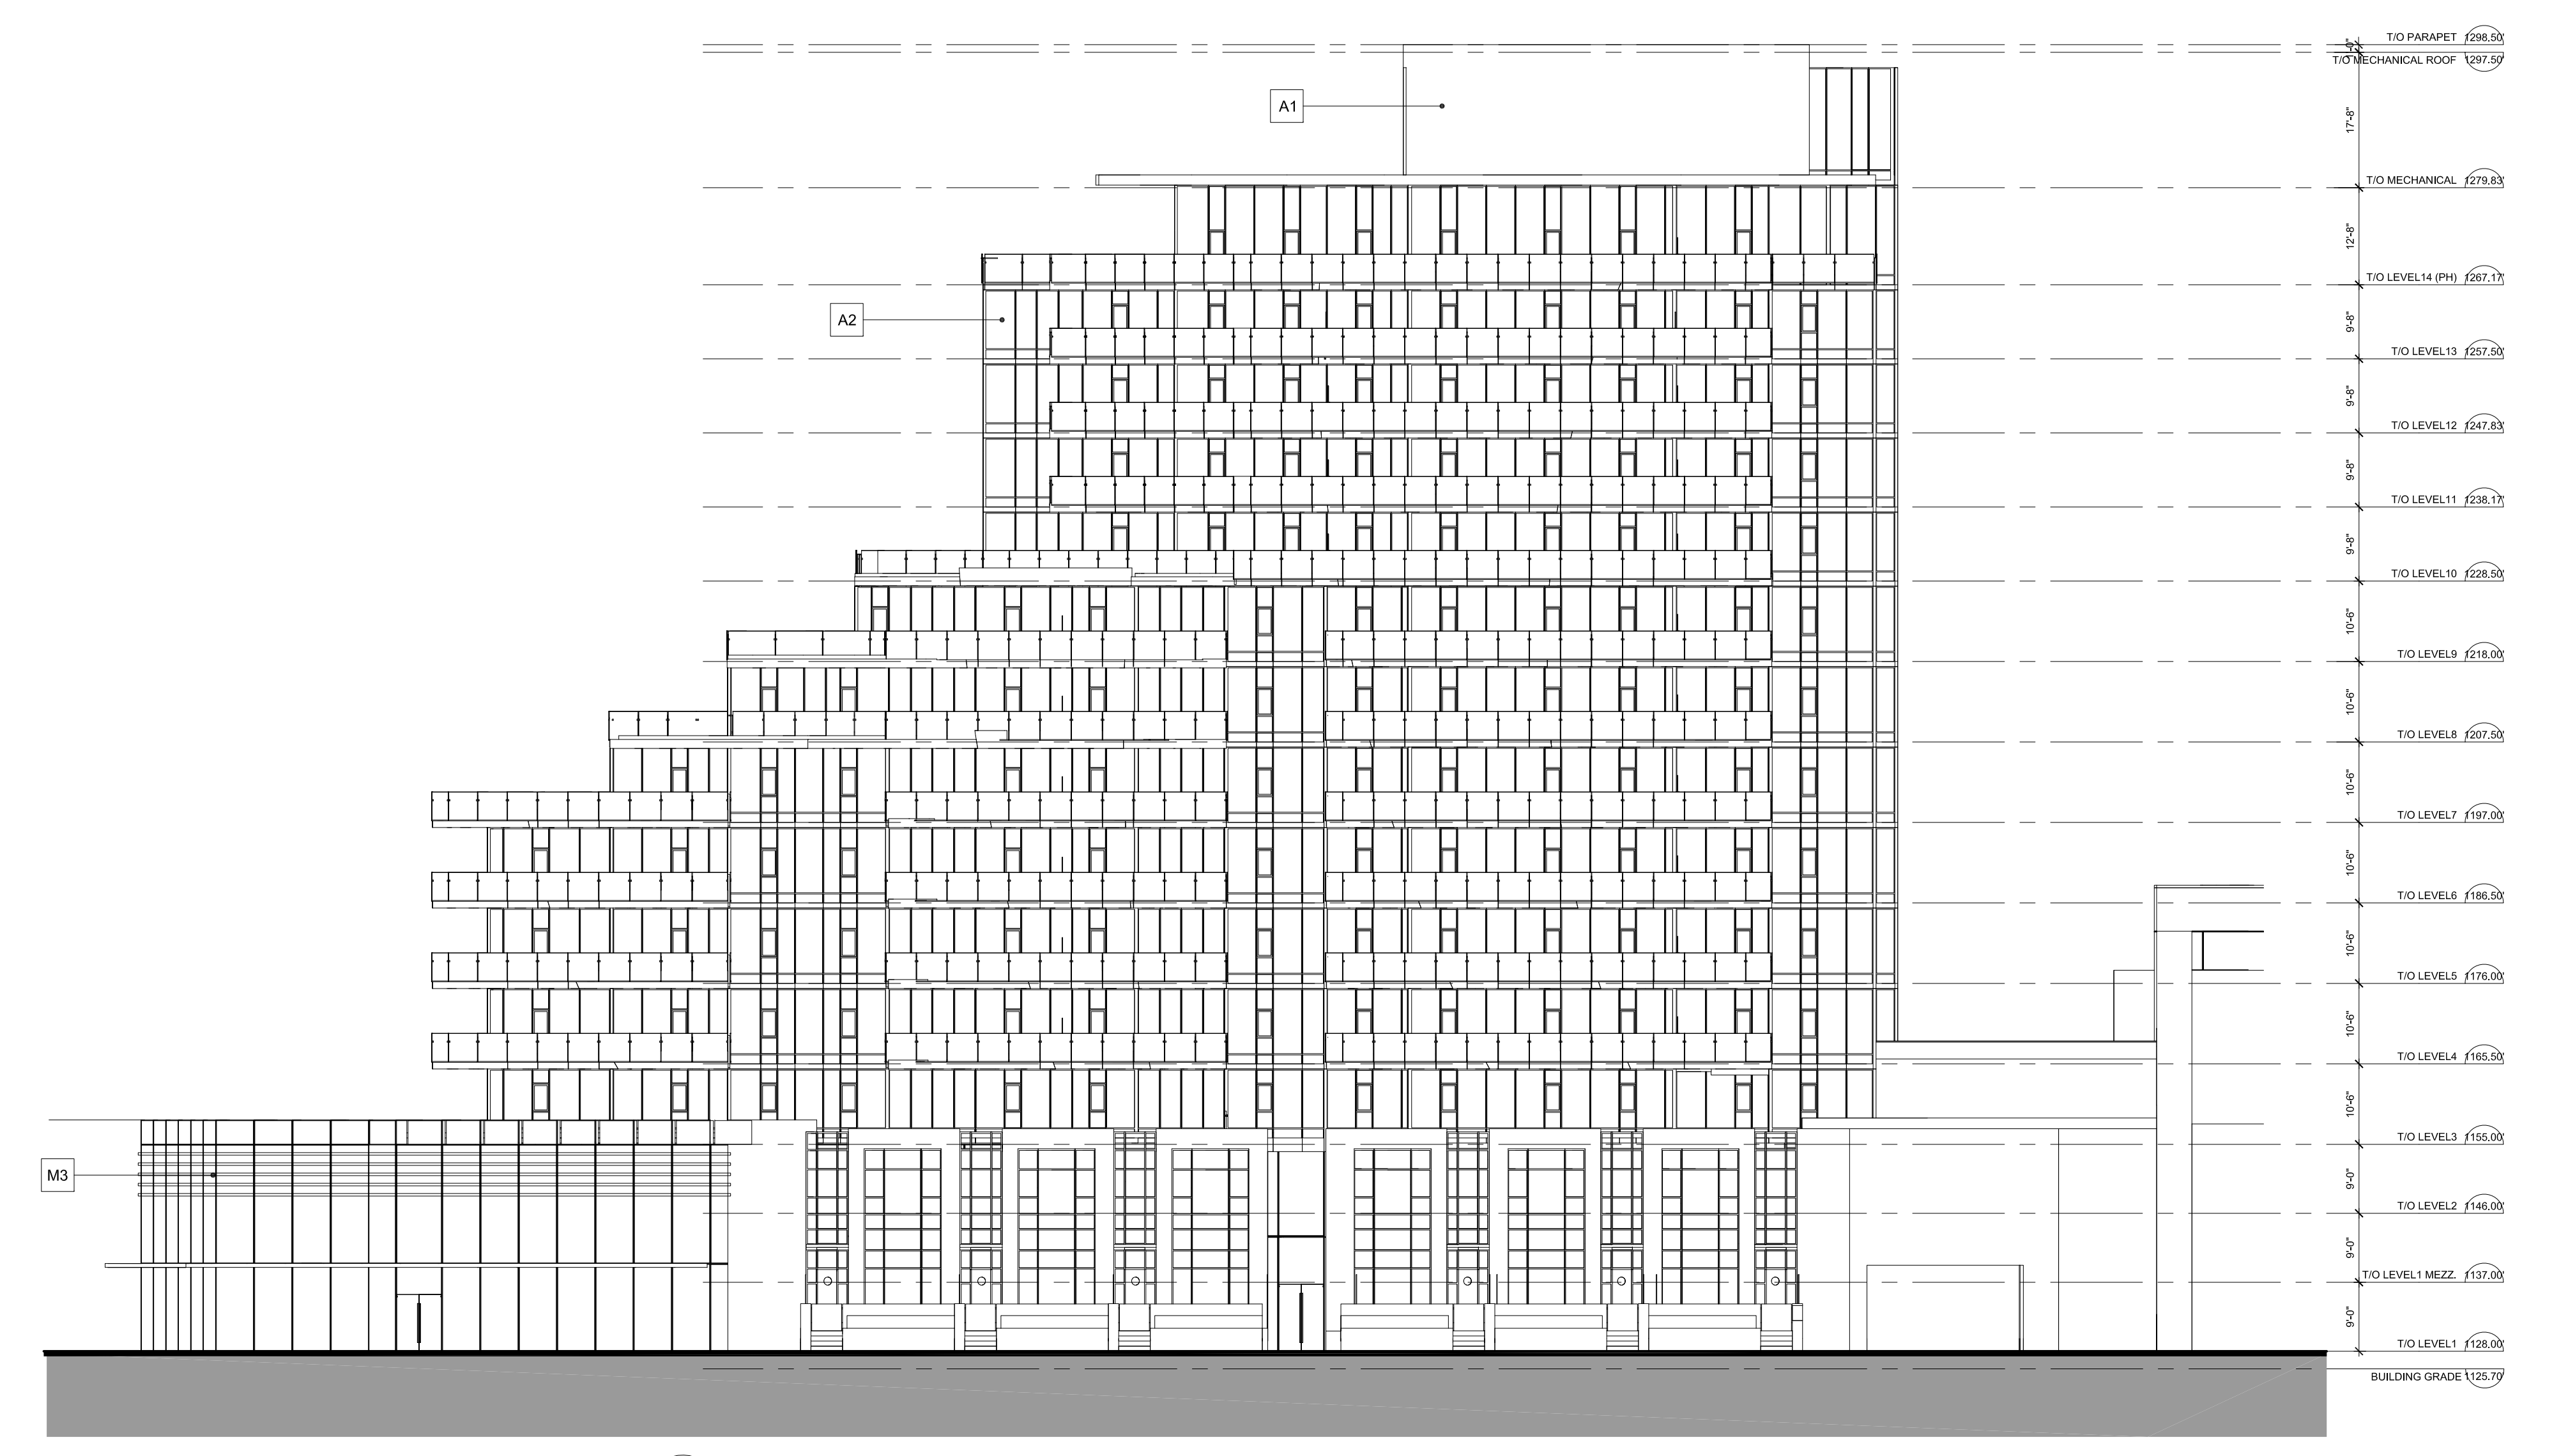 T/O PARAPET 1298.50'
1'-0"
T/O MECHANICAL ROOF 1297.50'
A1
17'-8"
T/O MECHANICAL 1279.83'
12'-8"
T/O LEVEL14 (PH) 1267.17'
A2
9'-8"
T/O LEVEL13 1257.50'
9'-8"
T/O LEVEL12 1247.83'
9'-8"
T/O LEVEL11 1238.17'
9'-8"
T/O LEVEL10 1228.50'
10'-6"
T/O LEVEL9 1218.00'
10'-6"
T/O LEVEL8 1207.50'
10'-6"
T/O LEVEL7 1197.00'
10'-6"
T/O LEVEL6 1186.50'
10'-6"
T/O LEVEL5 1176.00'
10'-6"
T/O LEVEL4 1165.50'
10'-6"
T/O LEVEL3 1155.00'
M3
9'-0"
T/O LEVEL2 1146.00'
9'-0"
T/O LEVEL1 MEZZ. 1137.00'
9'-0"
T/O LEVEL1 1128.00'
BUILDING GRADE 1125.70'